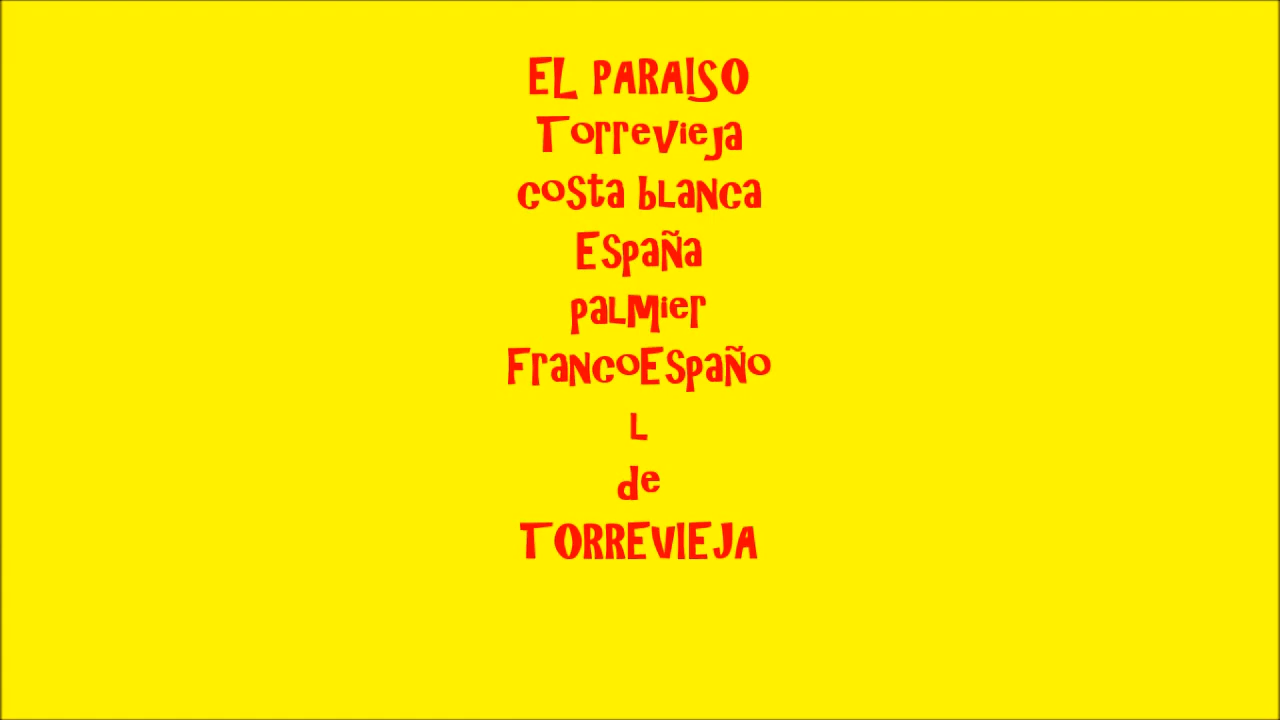 EL PARAISO
Torrevieja
costa blanca
España
palmier
FrancoEspaño
l
de
TORREVIEJA